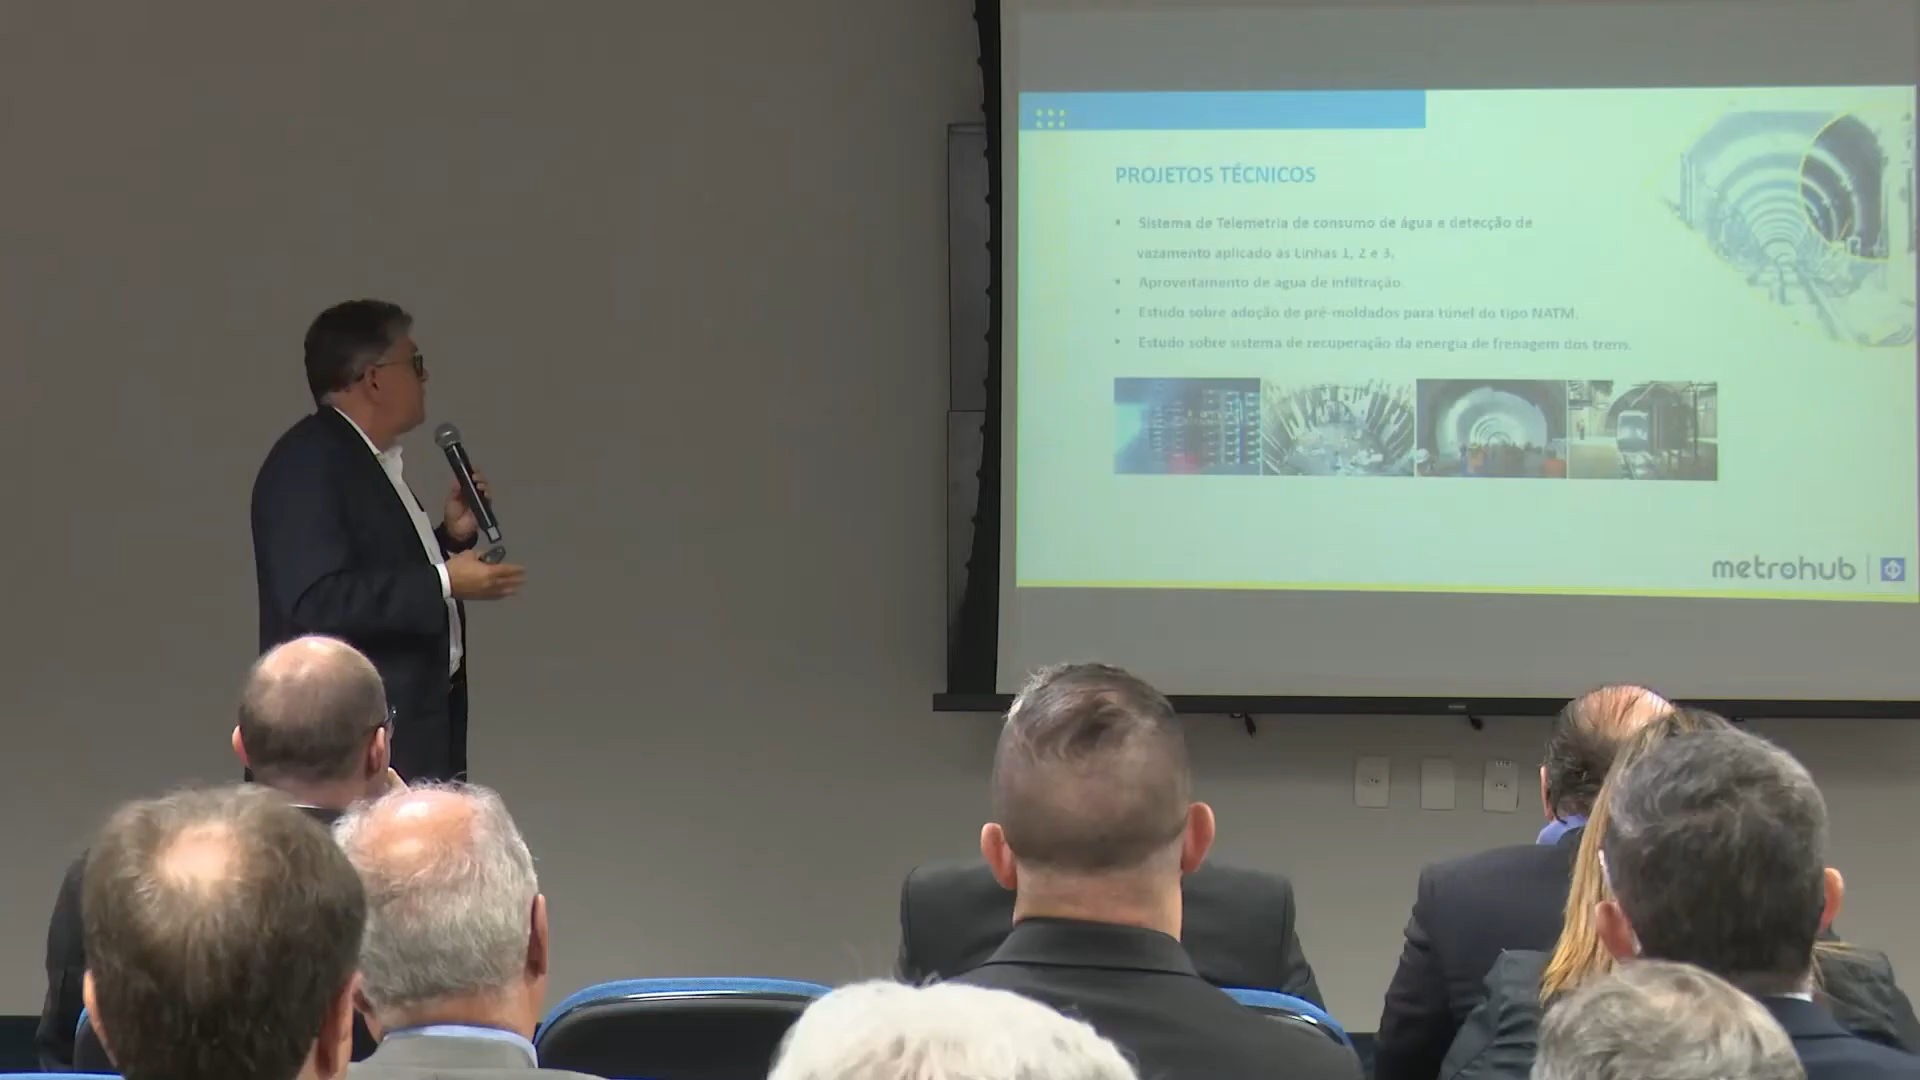 PROJETOS TÉCNICOS
• Sistema de Telemetria de consumo de água e detecção de
vazamento aplicado às Linhas 1, 2 e 3.
• Aproveitamento de agua de infiltração.
• Estudo sobre adoção de pré-moldados para túnel do tipo NATM.
• Estudo sobre sistema de recuperação da energia de frenagem dos trens.
metrohub